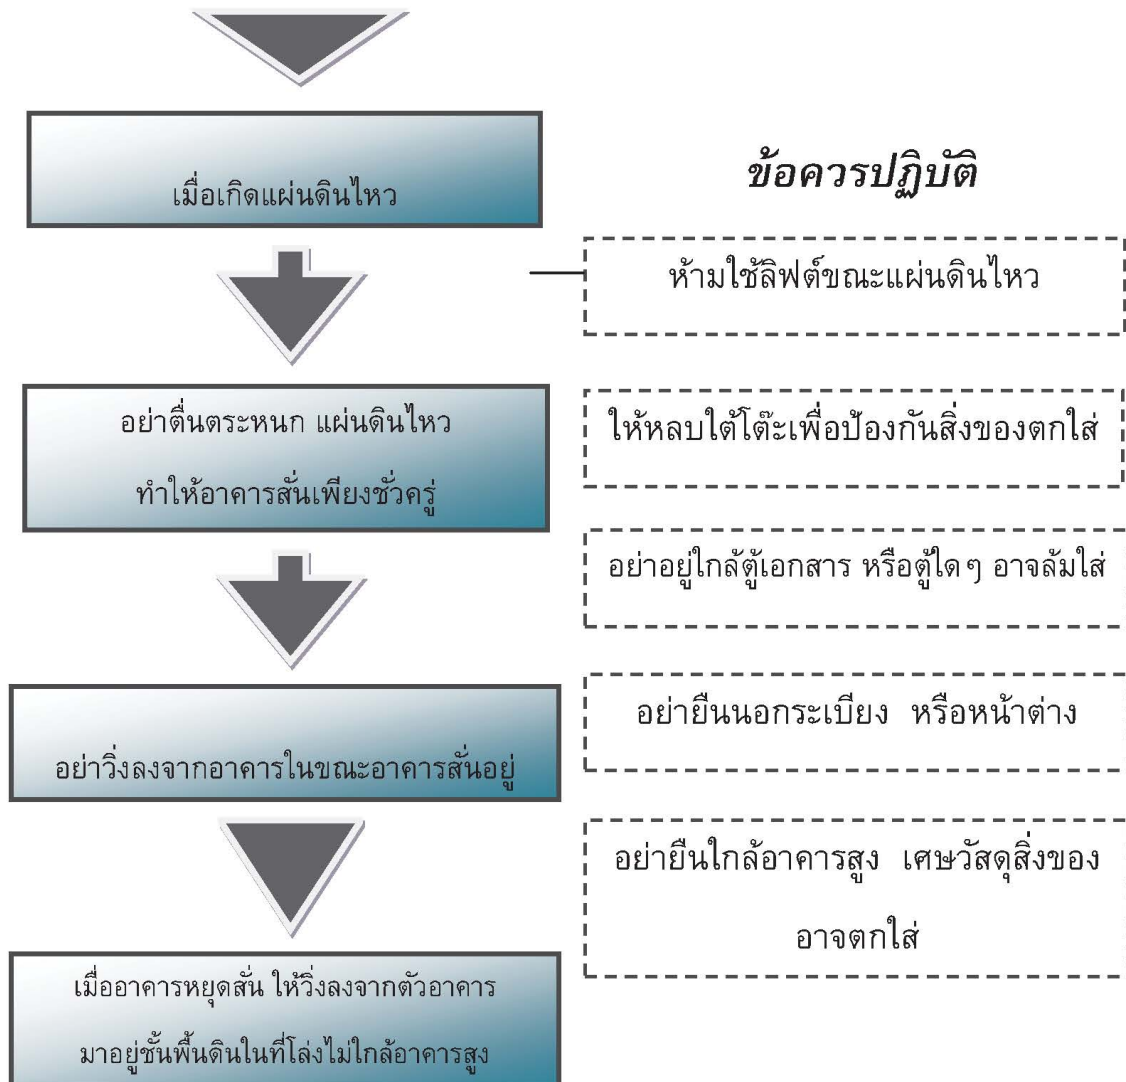 เมื่อเกิดแผ่นดินไหว
อย่าตื่นตระหนก แผ่นดินไหว
ทำให้อาคารสั่นเพียงชั่วครู่
อย่าวิ่งลงจากอาคารในขณะอาคารสั่นอยู่
เมื่ออาคารหยุดสั่น ให้วิ่งลงจากตัวอาคาร
มาอยู่ชั้นพื้นดินในที่โล่งไม่ใกล้อาคารสูง
ข้อควรปฏิบัติ
ห้ามใช้ลิฟต์ขณะแผ่นดินไหว
ให้หลบใต้โต๊ะเพื่อป้องกันสิ่งของตกใส่
อย่าอยู่ใกล้ตู้เอกสาร หรือตู้ใดๆ อาจล้มใส่
อย่ายืนนอกระเบียง หรือหน้าต่าง
อย่ายืนใกล้อาคารสูง เศษวัสดุสิ่งของ
อาจตกใส่